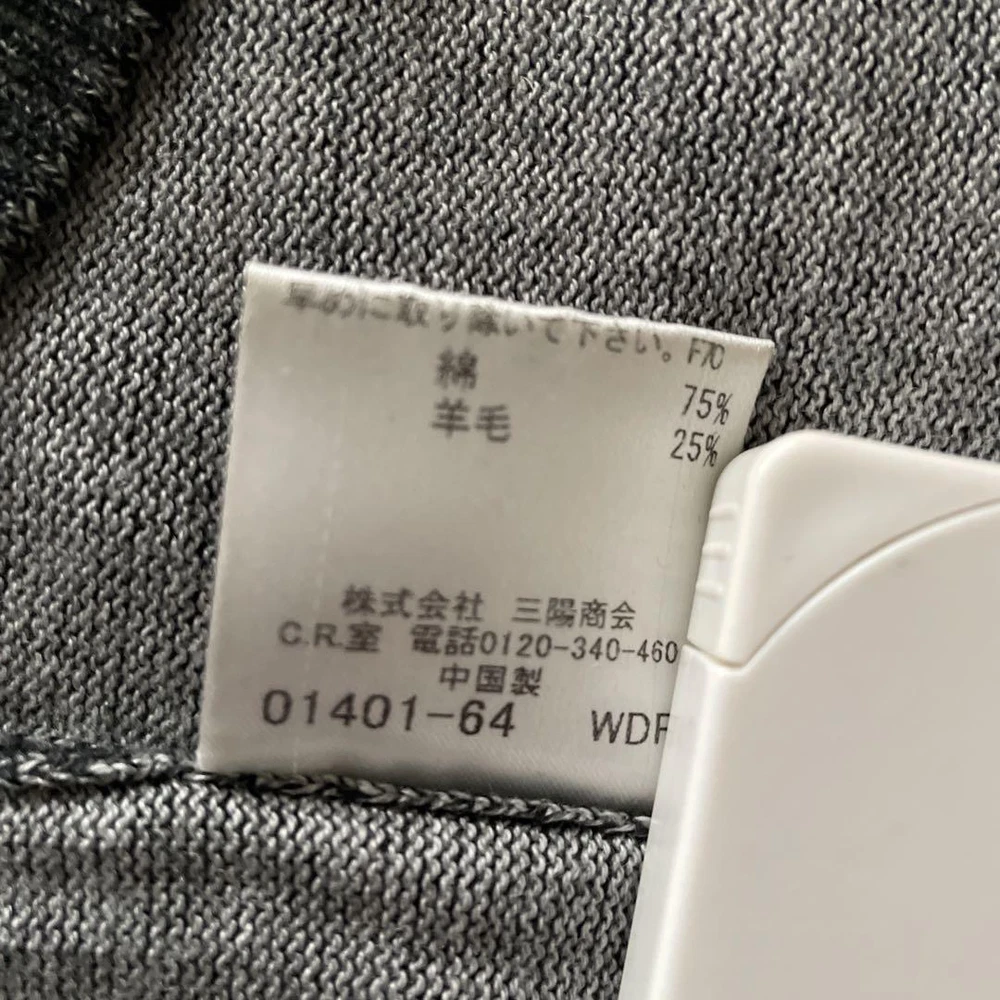 早めに取り除いて下さい。F70
綿 75%
羊毛 25%
株式会社 三陽商会
C.R.室 電話0120-340-460
中国製
01401-64